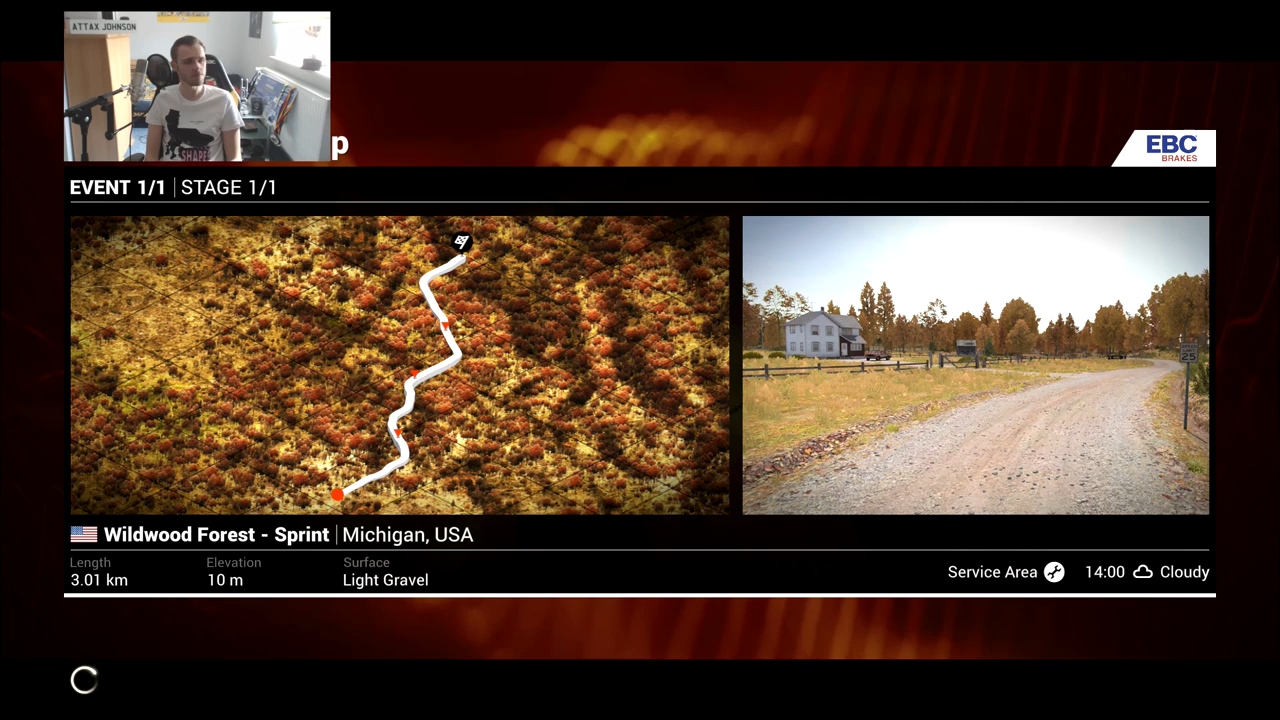 ATTAX JOHNSON
SHAPES
p
EBC
BRAKES
EVENT 1/1 | STAGE 1/1
25
Wildwood Forest - Sprint | Michigan, USA
Length
3.01 km
Elevation
10 m
Surface
Light Gravel
Service Area
14:00
Cloudy